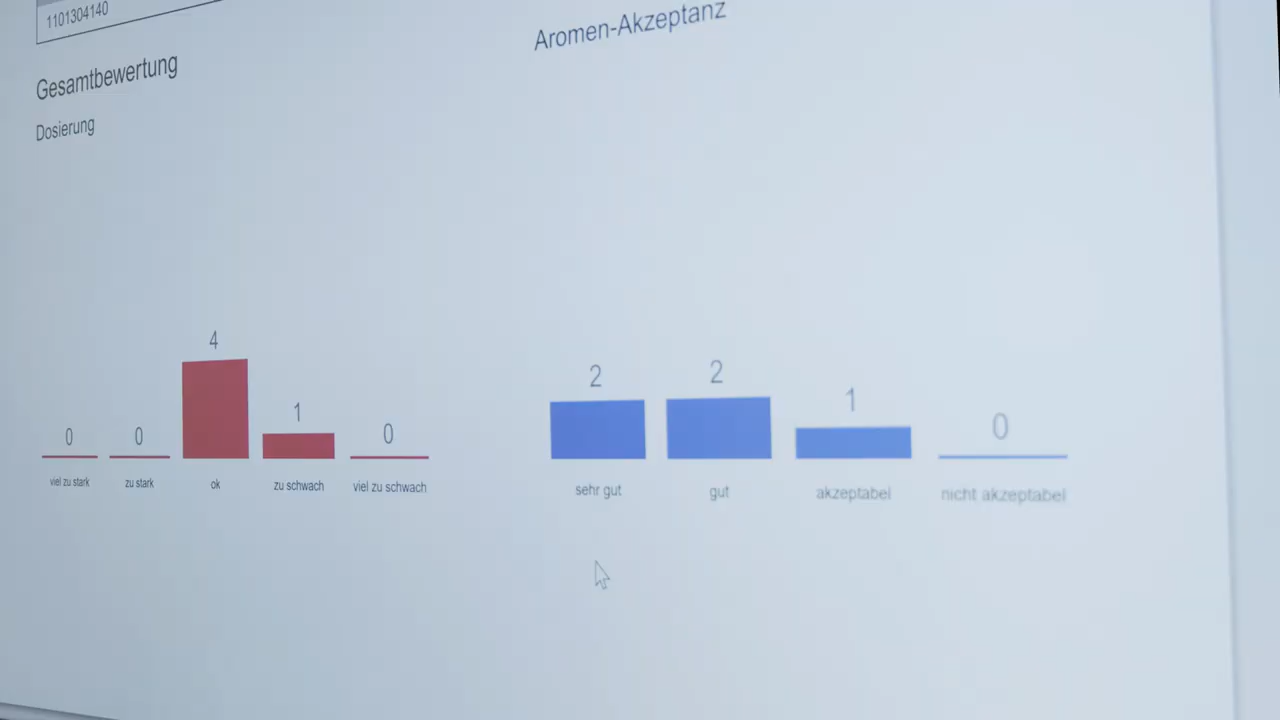 1101304140
Gesamtbewertung
Dosierung
0 0 4 1 0
viel zu stark zu stark ok zu schwach viel zu schwach
Aromen-Akzeptanz
2 2 1 0
sehr gut gut akzeptabel nicht akzeptabel